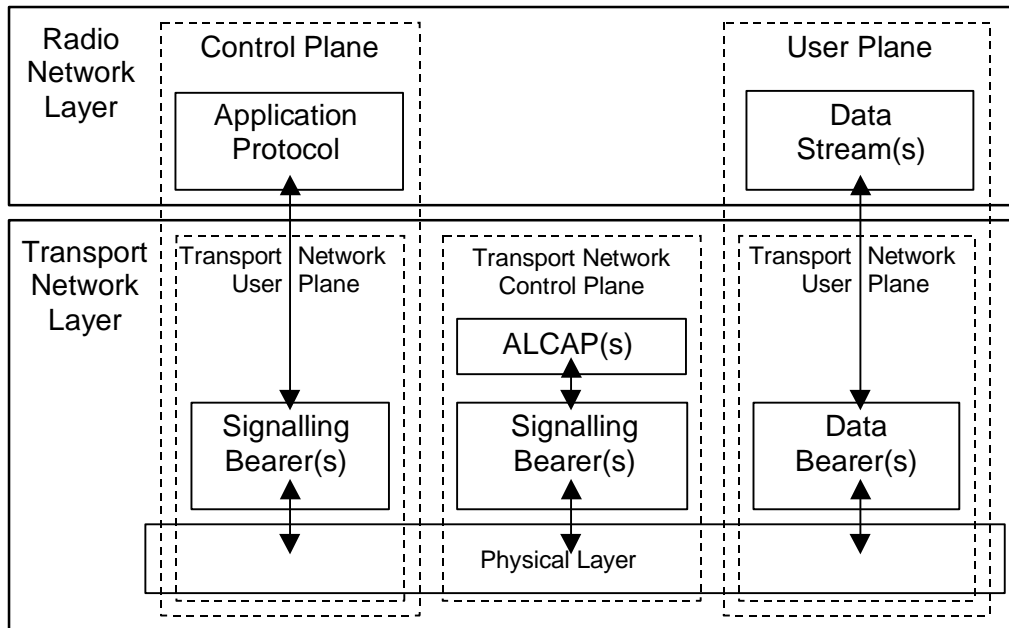 Radio
Network
Layer
Control Plane
User Plane
Application
Protocol
Data
Stream(s)
Transport
Network
Layer
Transport Network
User Plane
Transport Network
Control Plane
Transport Network
User Plane
ALCAP(s)
Signalling
Bearer(s)
Signalling
Bearer(s)
Data
Bearer(s)
Physical Layer